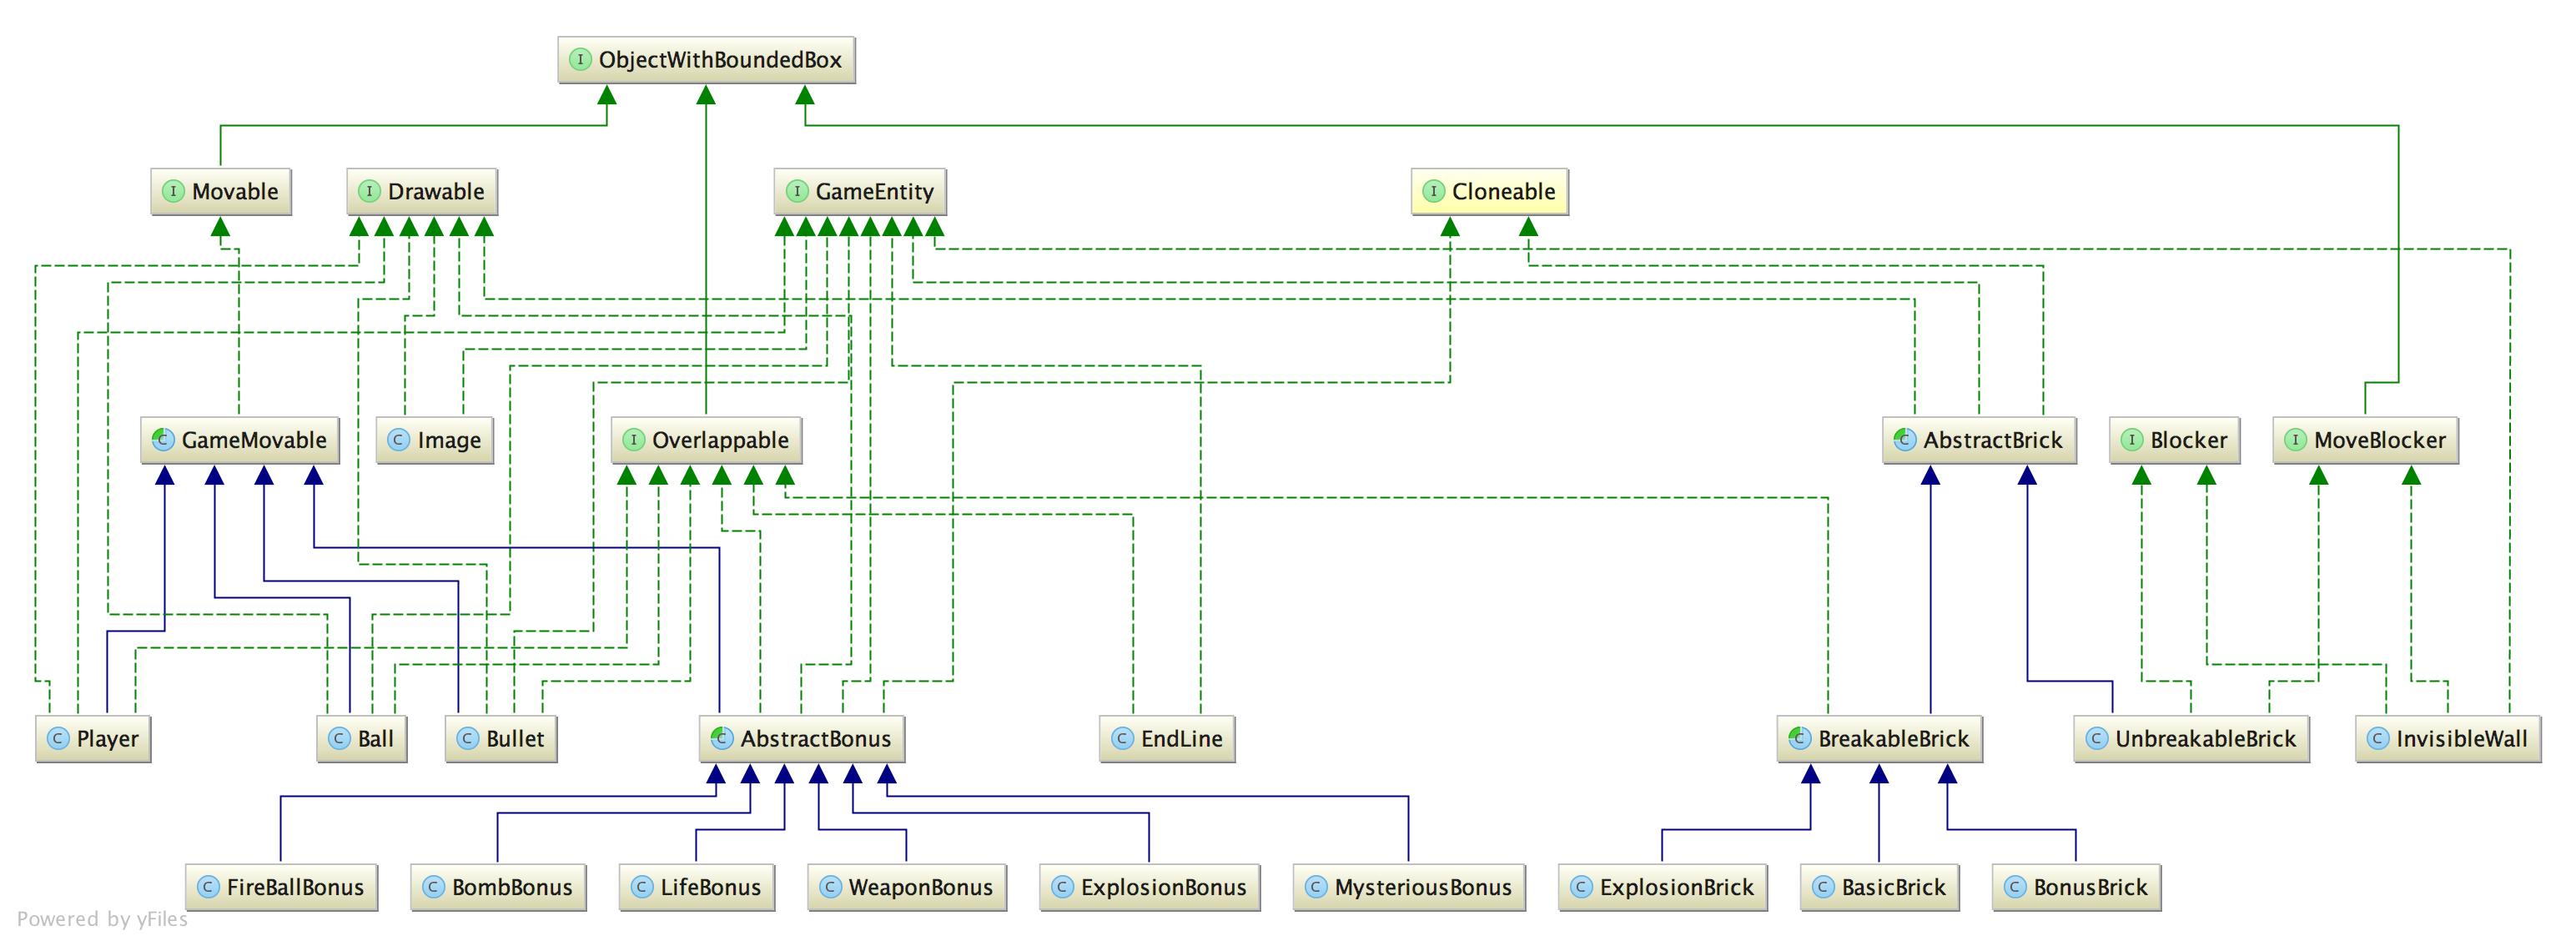 I ObjectWithBoundedBox
I Movable
I Drawable
I GameEntity
I Cloneable
C GameMovable
C Image
I Overlappable
C AbstractBrick
I Blocker
I MoveBlocker
C Player
C Ball
C Bullet
C AbstractBonus
C EndLine
C BreakableBrick
C UnbreakableBrick
C InvisibleWall
C FireBallBonus
C BombBonus
C LifeBonus
C WeaponBonus
C ExplosionBonus
C MysteriousBonus
C ExplosionBrick
C BasicBrick
C BonusBrick
Powered by yFiles